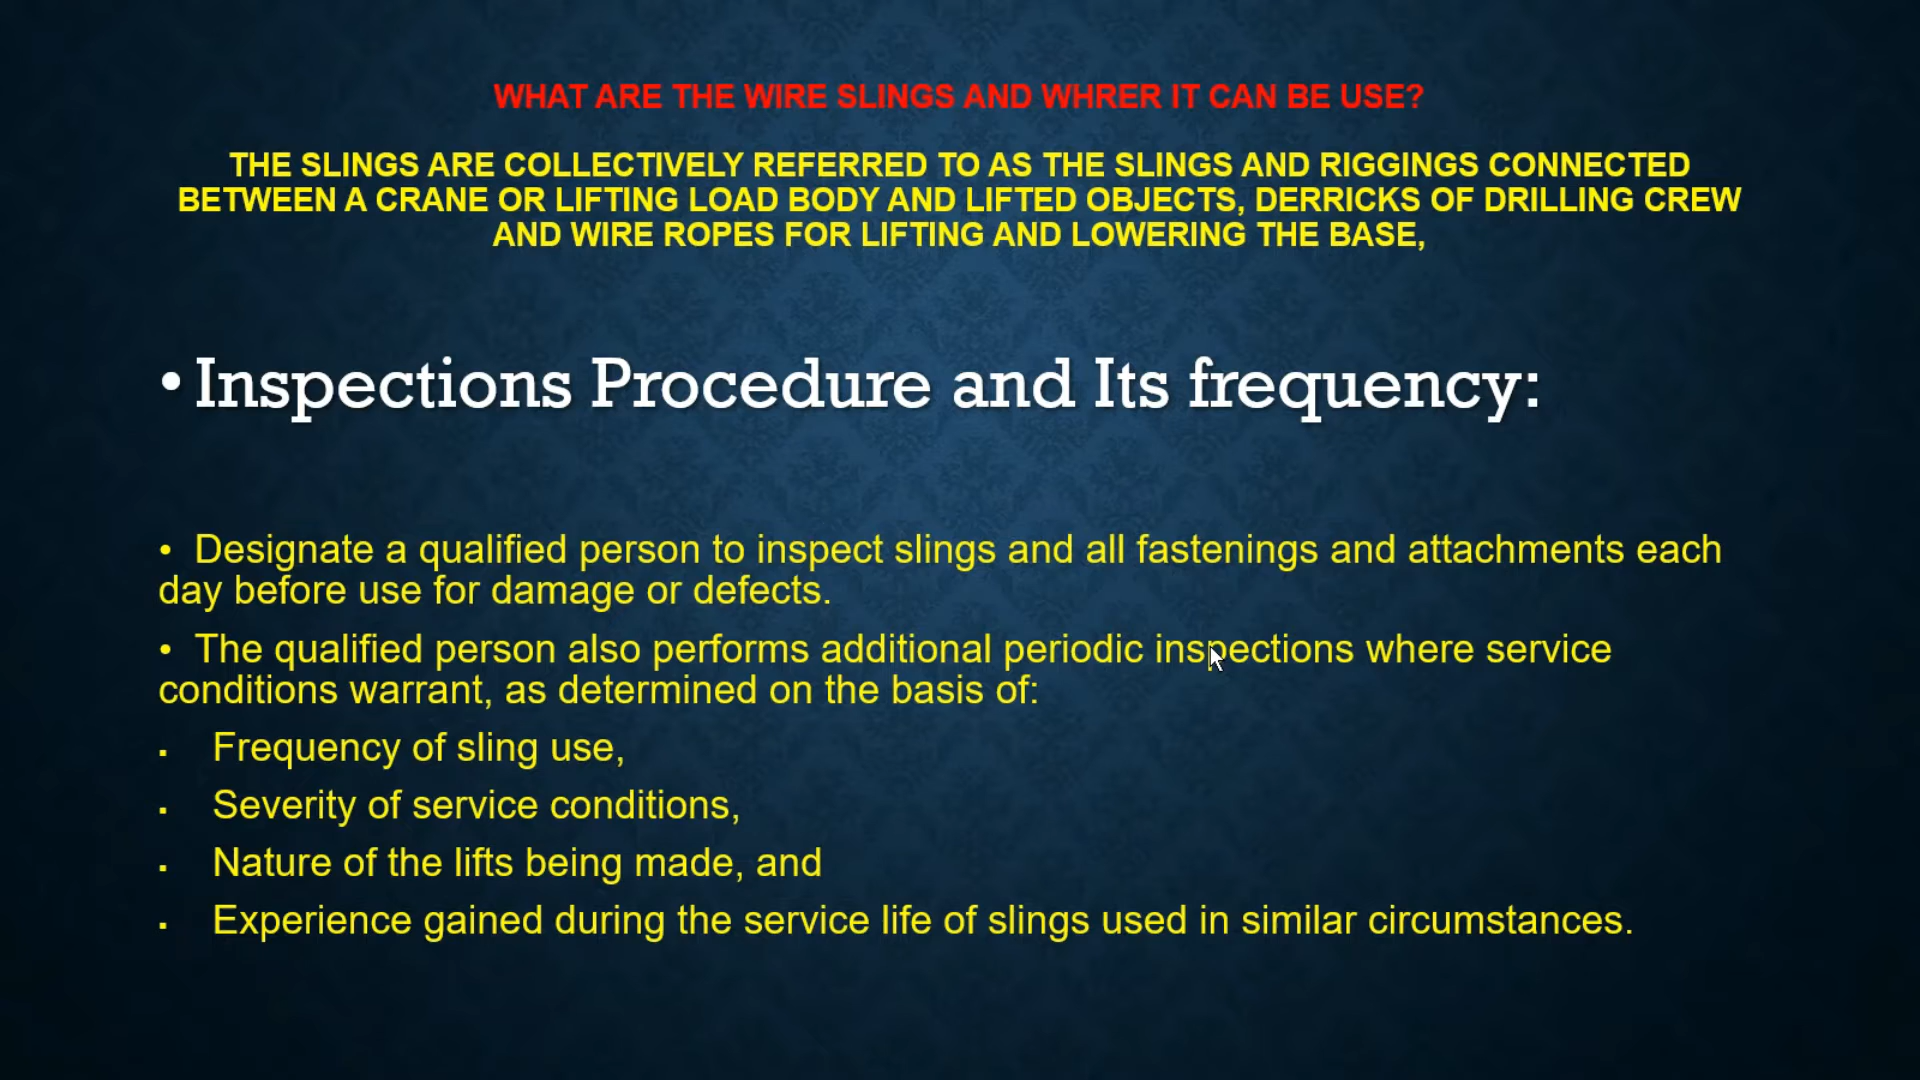 WHAT ARE THE WIRE SLINGS AND WHRER IT CAN BE USE?
THE SLINGS ARE COLLECTIVELY REFERRED TO AS THE SLINGS AND RIGGINGS CONNECTED
BETWEEN A CRANE OR LIFTING LOAD BODY AND LIFTED OBJECTS, DERRICKS OF DRILLING CREW
AND WIRE ROPES FOR LIFTING AND LOWERING THE BASE,
• Inspections Procedure and Its frequency:
• Designate a qualified person to inspect slings and all fastenings and attachments each
day before use for damage or defects.
• The qualified person also performs additional periodic inspections where service
conditions warrant, as determined on the basis of:
▪ Frequency of sling use,
▪ Severity of service conditions,
▪ Nature of the lifts being made, and
▪ Experience gained during the service life of slings used in similar circumstances.